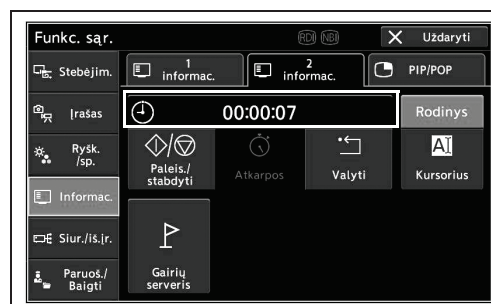 Funkc. sąr.
RDI NBI
Uždaryti
Stebėjim.
1
informac.
2
informac.
PIP/POP
Įrašas
00:00:07
Rodinys
Ryšk.
/sp.
Paleis./
stabdyti
Atkarpos
Valyti
AI
Kursorius
Informac.
Siur./iš.įr.
Paruoš./
Baigti
Gairių
serveris